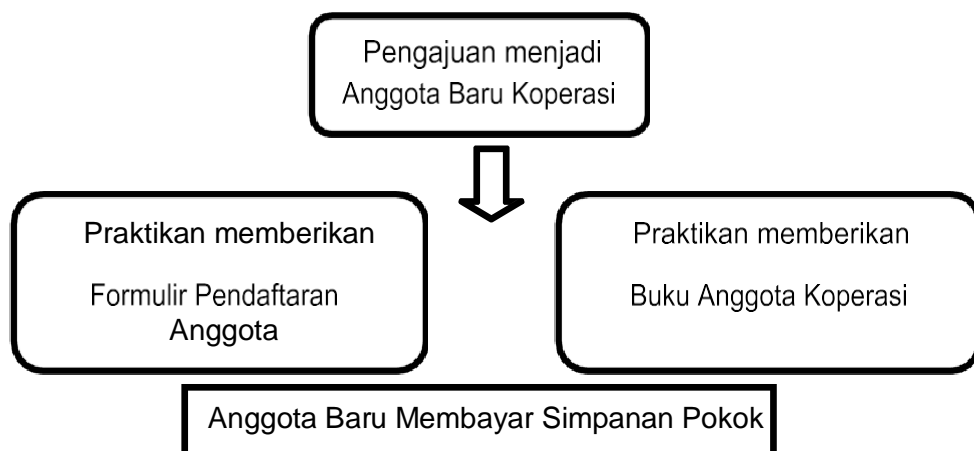 Pengajuan menjadi
Anggota Baru Koperasi
Praktikan memberikan
Formulir Pendaftaran
Anggota
Praktikan memberikan
Buku Anggota Koperasi
Anggota Baru Membayar Simpanan Pokok